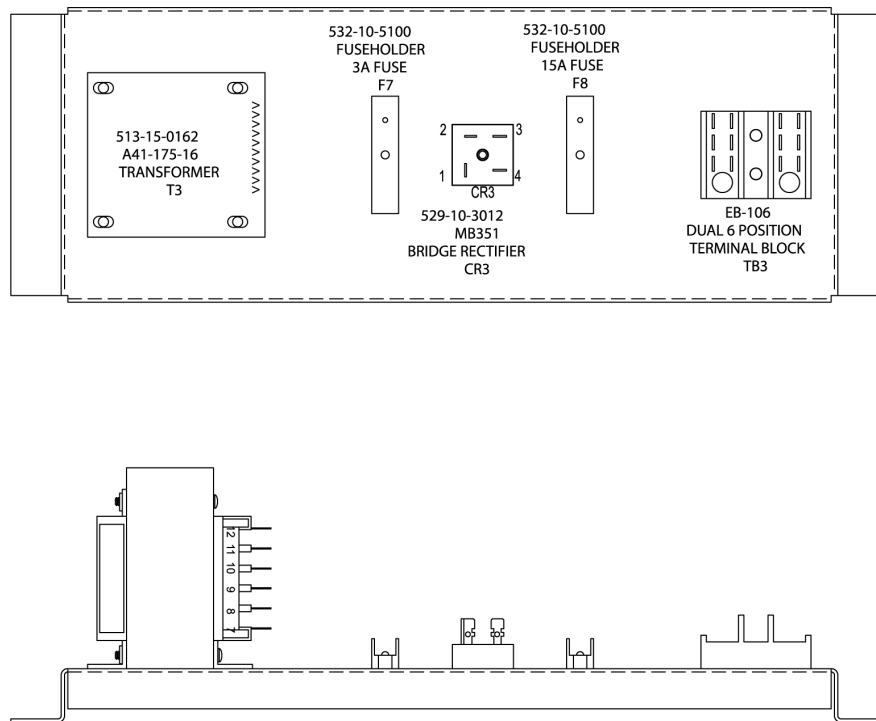 532-10-5100
FUSEHOLDER
3A FUSE
F7
532-10-5100
FUSEHOLDER
15A FUSE
F8
513-15-0162
A41-175-16
TRANSFORMER
T3
2
3
1
4
CR3
529-10-3012
MB351
BRIDGE RECTIFIER
CR3
EB-106
DUAL 6 POSITION
TERMINAL BLOCK
TB3
12
11
10
9
8
7